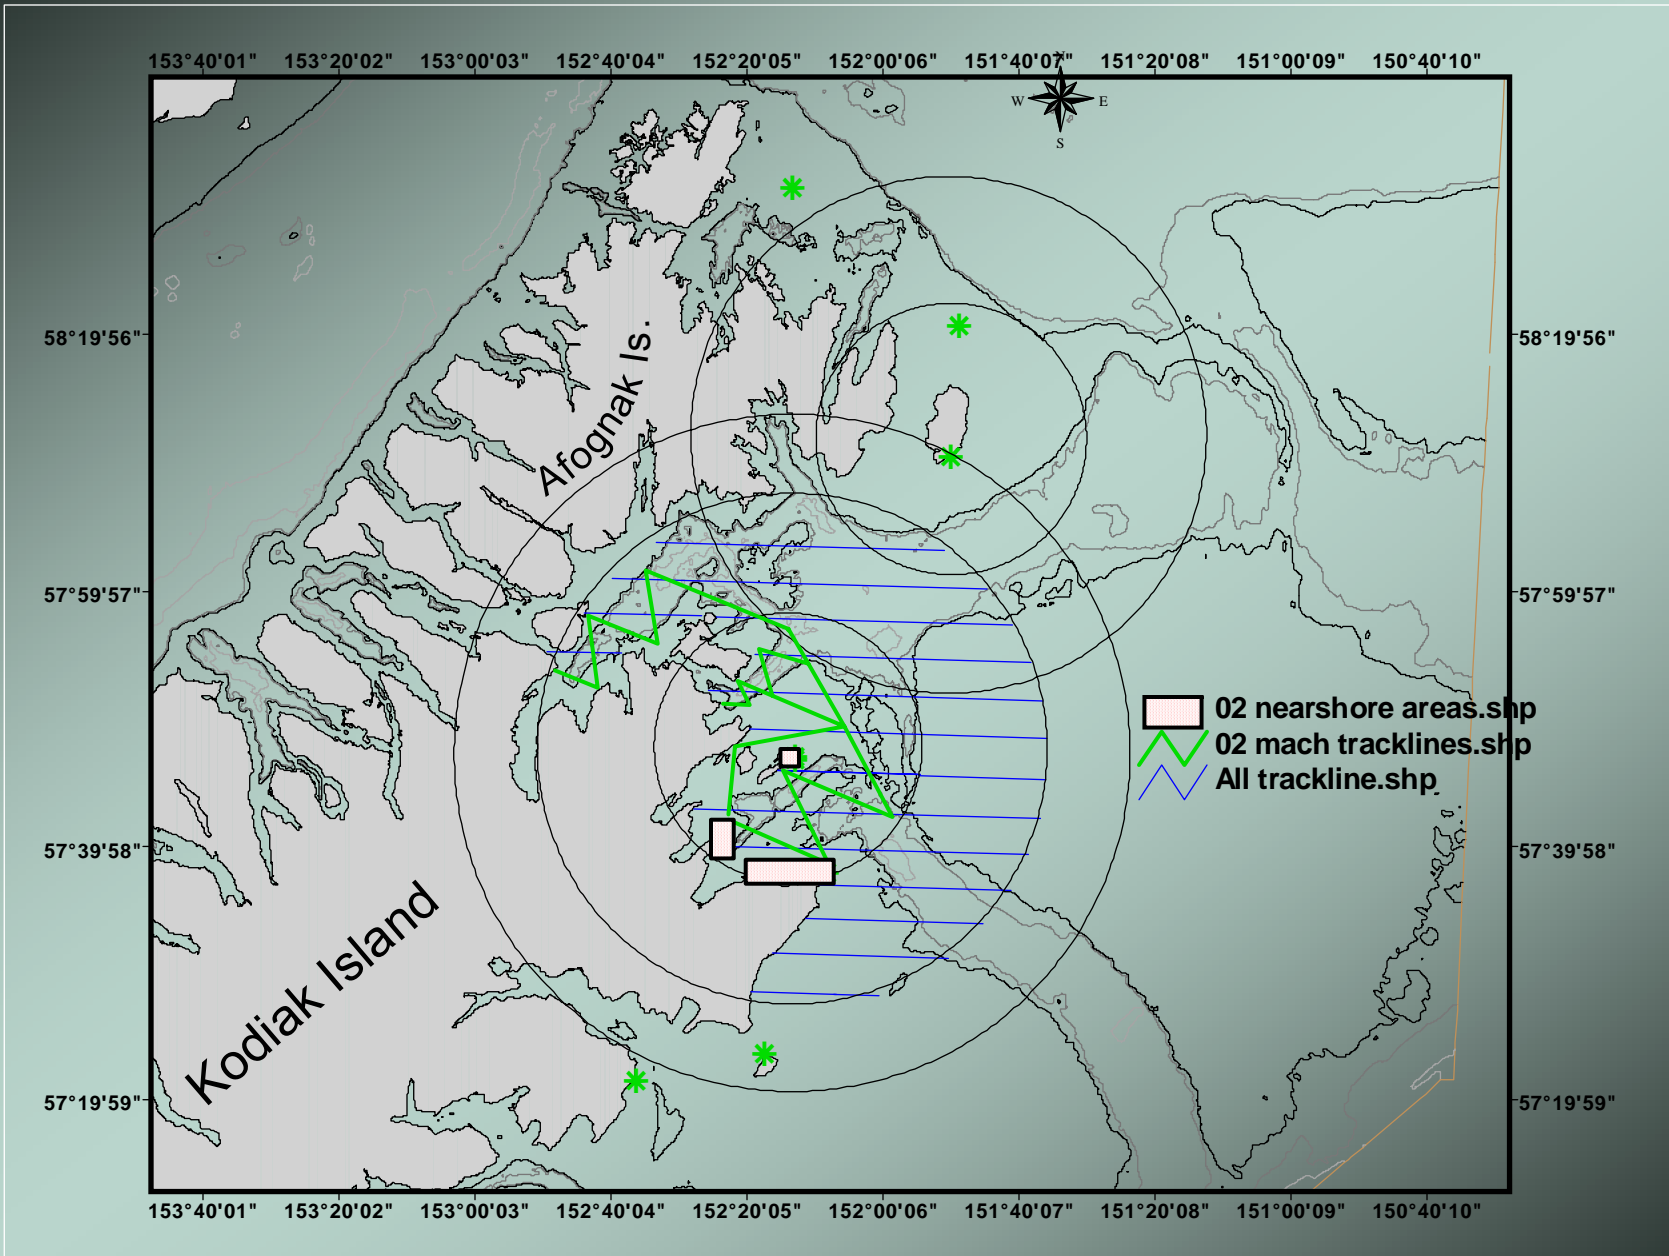 153°40'01" 153°20'02" 153°00'03" 152°40'04" 152°20'05" 152°00'06" 151°40'07" 151°20'08" 151°00'09" 150°40'10"
N
W E
S
58°19'56" 58°19'56"
Afognak Is.
57°59'57" 57°59'57"
02 nearshore areas.shp
02 mach tracklines.shp
All trackline.shp
57°39'58" 57°39'58"
Kodiak Island
57°19'59" 57°19'59"
153°40'01" 153°20'02" 153°00'03" 152°40'04" 152°20'05" 152°00'06" 151°40'07" 151°20'08" 151°00'09" 150°40'10"